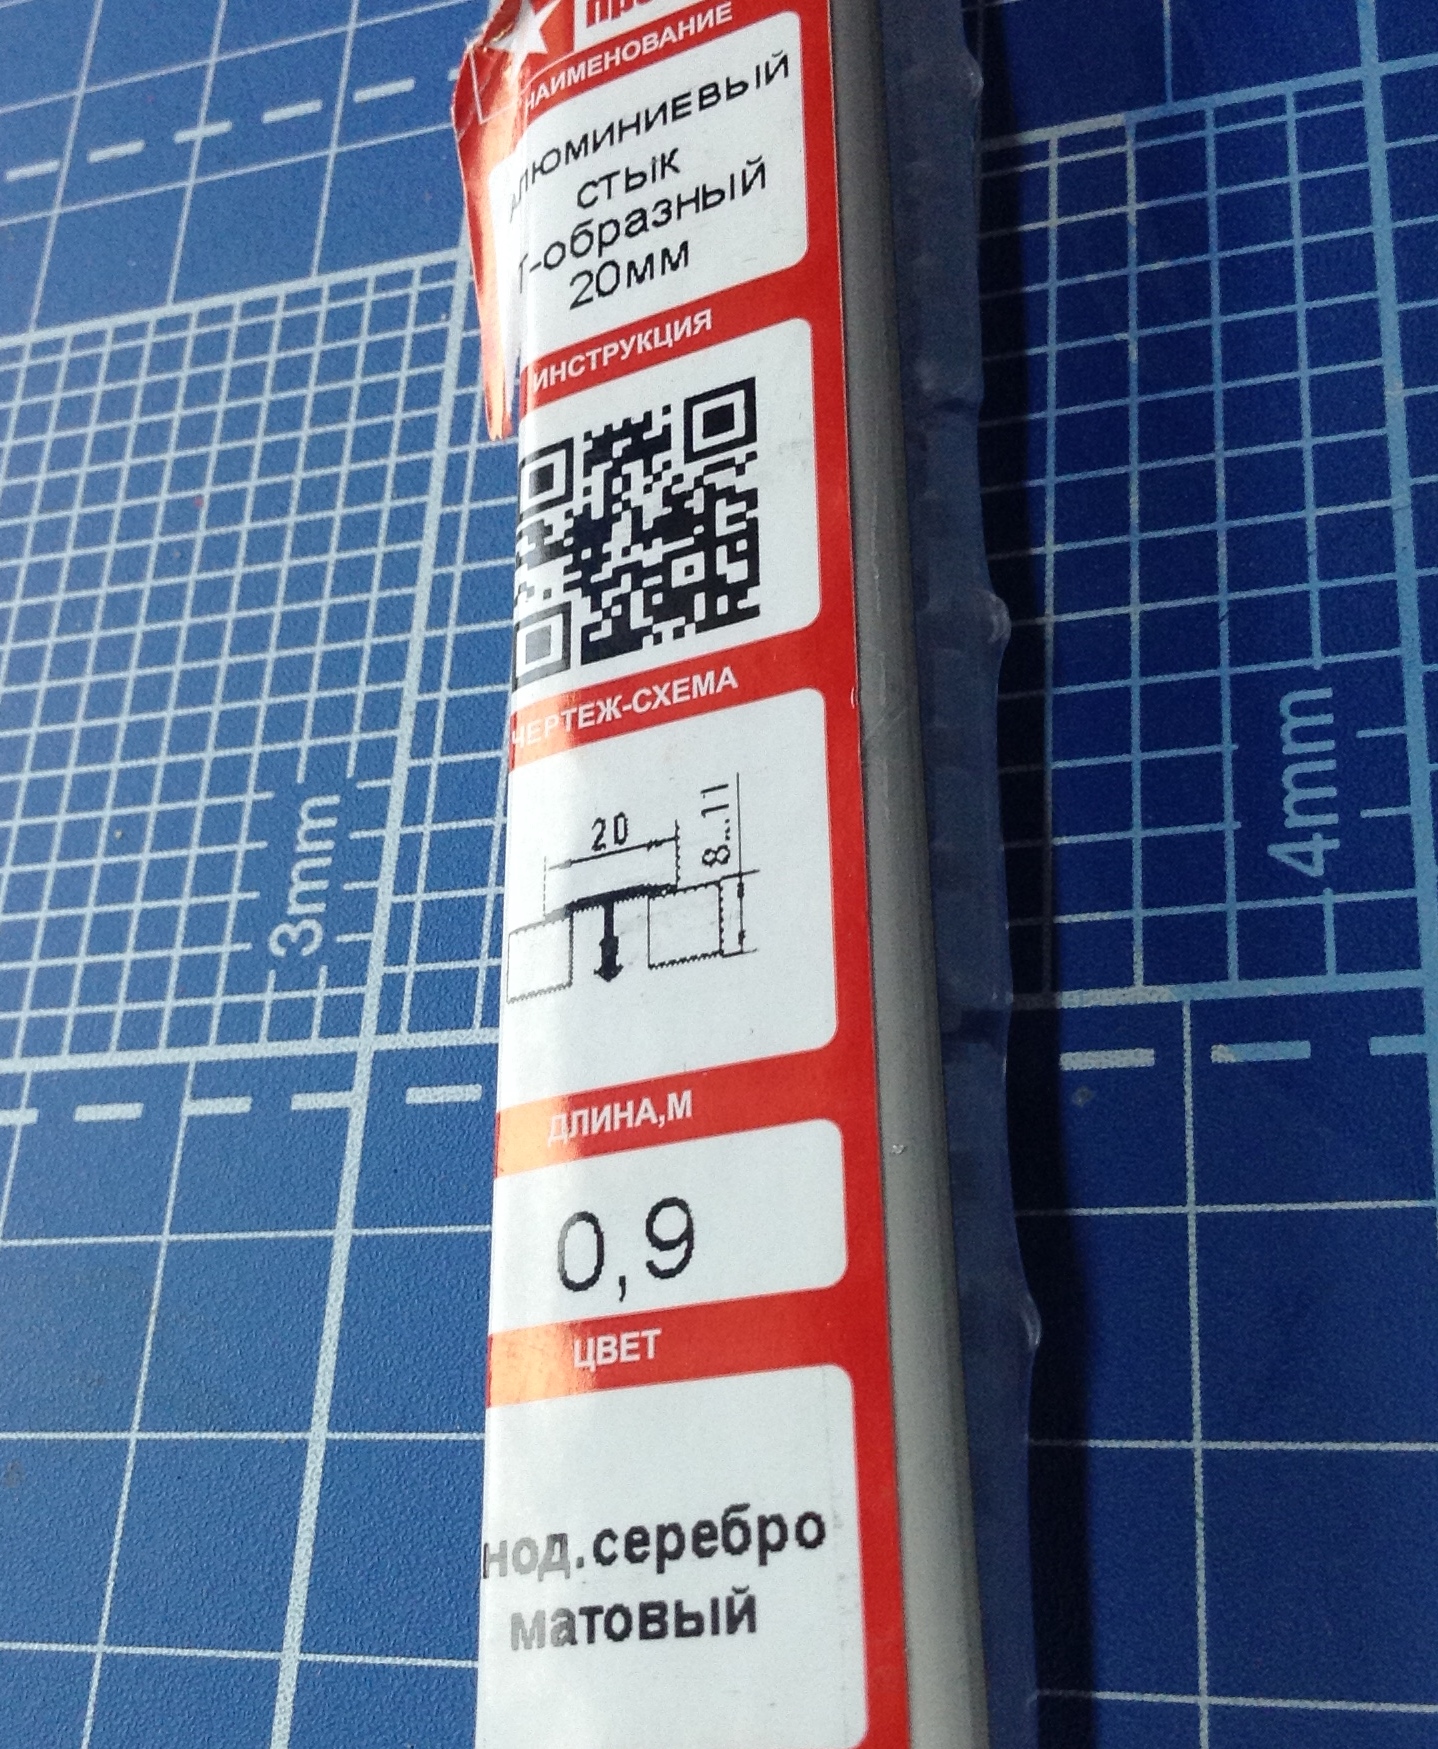 НАИМЕНОВАНИЕ
АЛЮМИНИЕВЫЙ
СТЫК
Т-образный
20мм
ИНСТРУКЦИЯ
ЧЕРТЕЖ-СХЕМА
20
8...11
ДЛИНА,М
0,9
ЦВЕТ
нод.серебро
матовый
3mm
4mm